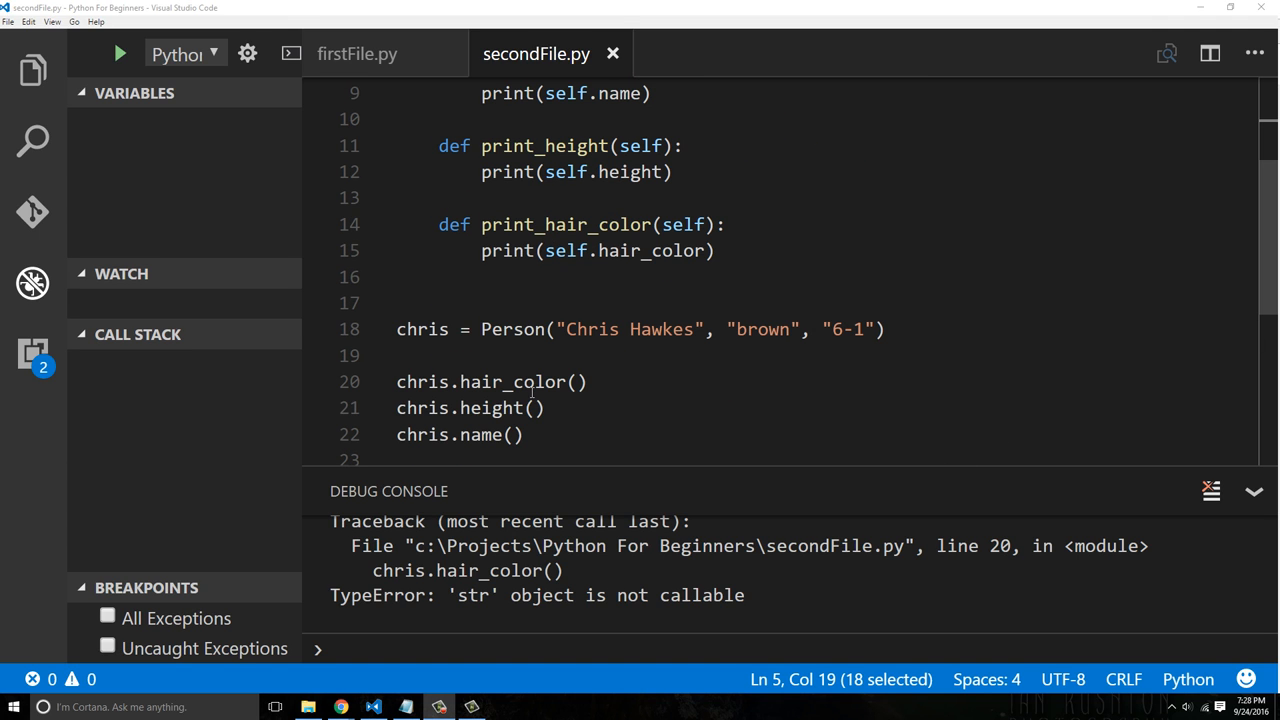 secondFile.py - Python For Beginners - Visual Studio Code
File Edit View Go Help
Pythor
firstFile.py
secondFile.py
VARIABLES
WATCH
CALL STACK
2
BREAKPOINTS
All Exceptions
Uncaught Exceptions
9 print(self.name)
10
11 def print_height(self):
12 print(self.height)
13
14 def print_hair_color(self):
15 print(self.hair_color)
16
17
18 chris = Person("Chris Hawkes", "brown", "6-1")
19
20 chris.hair_color()
21 chris.height()
22 chris.name()
23
DEBUG CONSOLE
Traceback (most recent call last):
File "c:\Projects\Python For Beginners\secondFile.py", line 20, in <module>
chris.hair_color()
TypeError: 'str' object is not callable
0 0
Ln 5, Col 19 (18 selected) Spaces: 4 UTF-8 CRLF Python
I'm Cortana. Ask me anything.
7:28 PM
9/24/2016